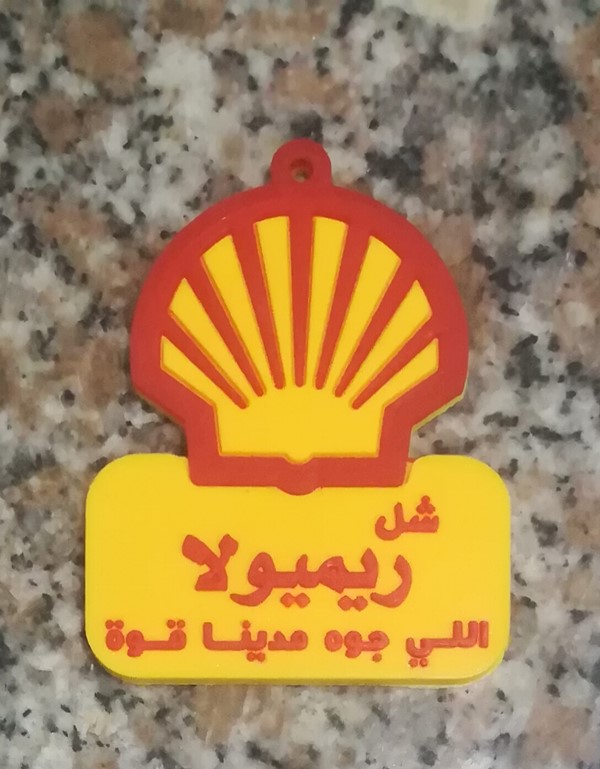 شل
ريميولا
اللي جوه مدينا قوة